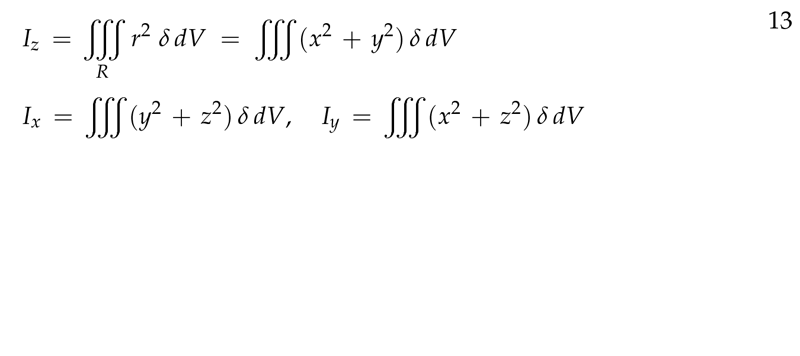 13
I_z = ∭_R r² δ dV = ∭(x² + y²) δ dV
I_x = ∭(y² + z²) δ dV, I_y = ∭(x² + z²) δ dV